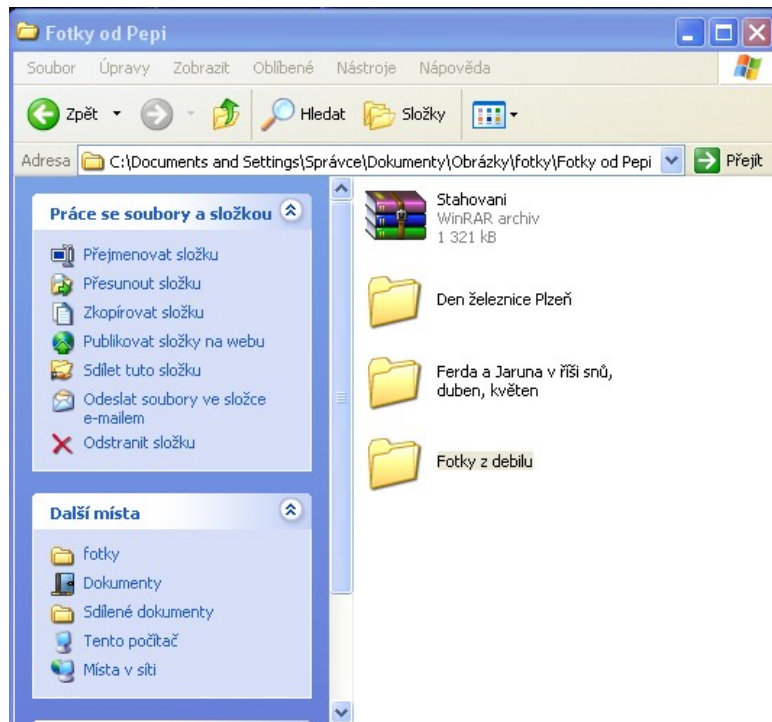 Fotky od Pepi
Soubor Úpravy Zobrazit Oblíbené Nástroje Nápověda
Zpět Hledat Složky
Adresa C:\Documents and Settings\Správce\Dokumenty\Obrázky\fotky\Fotky od Pepi Přejít
Práce se soubory a složkou
Přejmenovat složku
Přesunout složku
Zkopírovat složku
Publikovat složky na webu
Sdílet tuto složku
Odeslat soubory ve složce
e-mailem
Odstranit složku
Další místa
fotky
Dokumenty
Sdílené dokumenty
Tento počítač
Místa v síti
Stahovani
WinRAR archiv
1 321 kB
Den železnice Plzeň
Ferda a Jaruna v říši snů,
duben, květen
Fotky z debilu